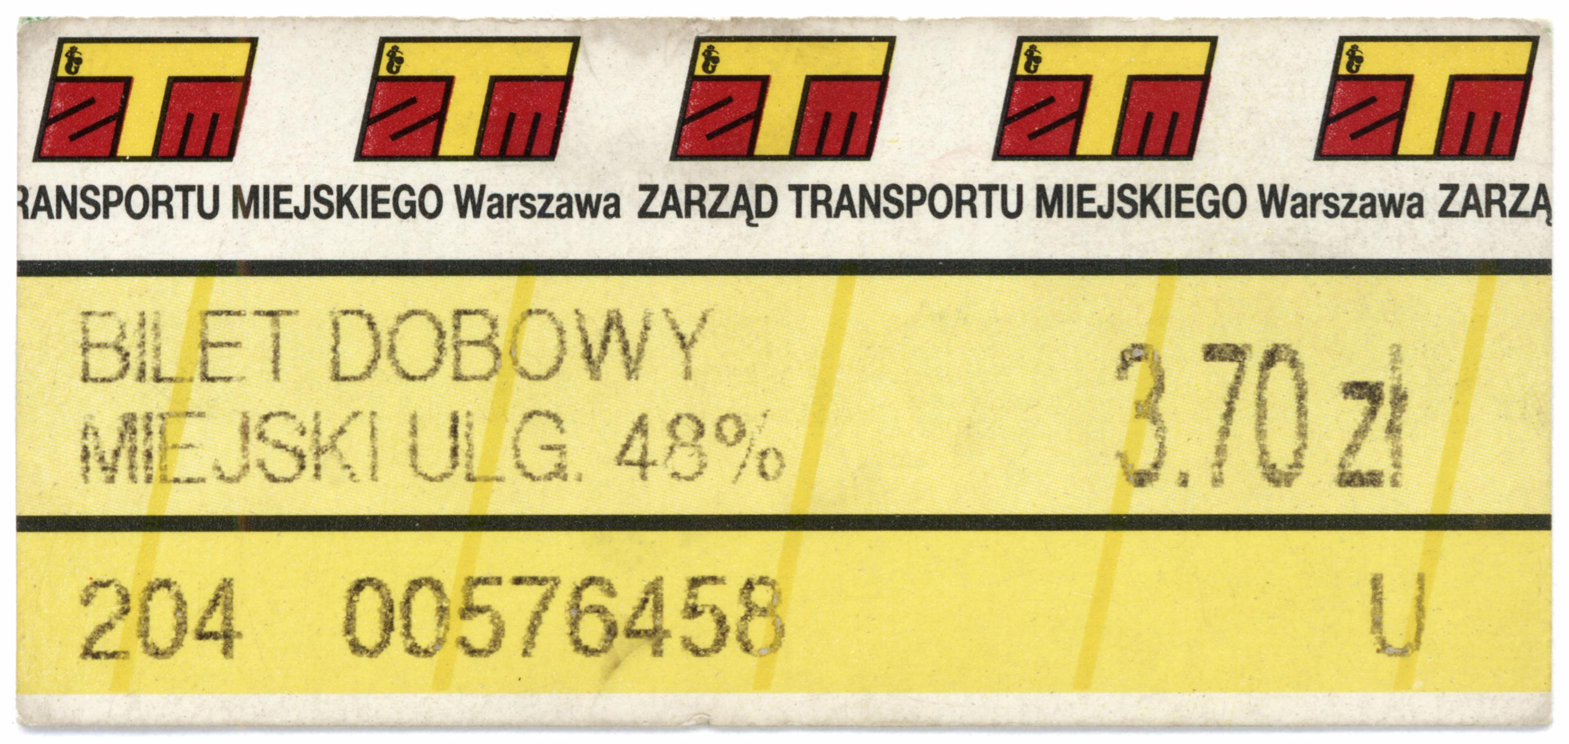 ZTM ZTM ZTM ZTM ZTM
RANSPORTU MIEJSKIEGO Warszawa ZARZĄD TRANSPORTU MIEJSKIEGO Warszawa ZARZĄ
BILET DOBOWY
MIEJSKI ULG. 48%
3.70 zł
204 00576458 U